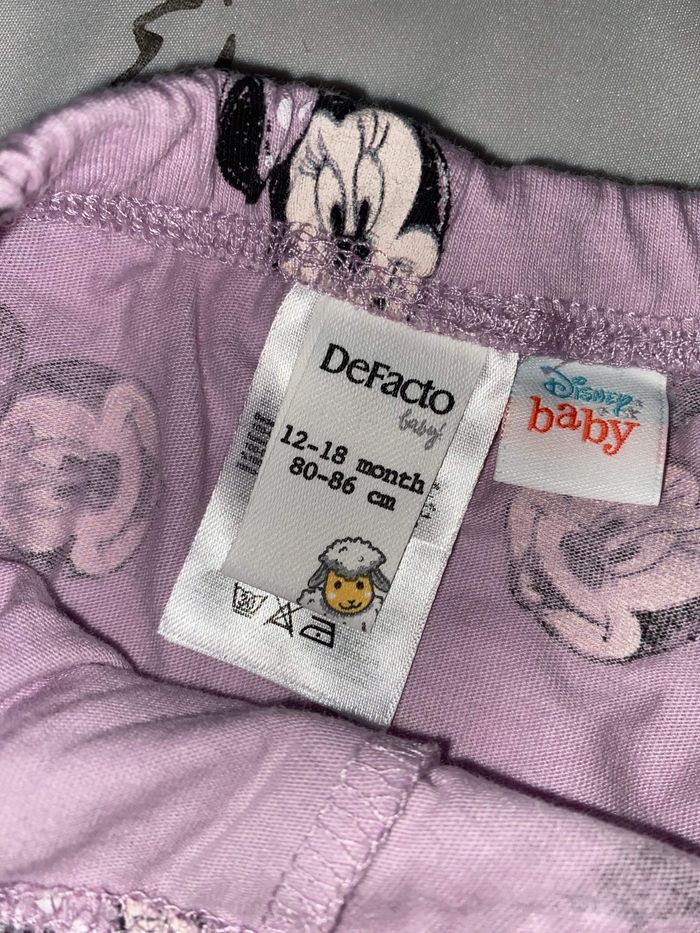 DeFacto
baby!
12-18 month
80-86 cm
Disney
baby